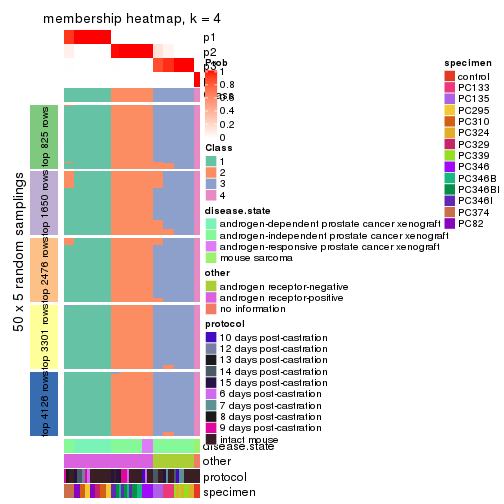 membership heatmap, k = 4
p1
p2
p3
50 x 5 random samplings
top 825 rows
top 1650 rows
top 2476 rows
top 3301 rows
top 4126 rows
Prob
1
0.8
0.6
0.4
0.2
0
Class
1
2
3
4
disease.state
androgen-dependent prostate cancer xenograft
androgen-independent prostate cancer xenograft
androgen-responsive prostate cancer xenograft
mouse sarcoma
other
androgen receptor-negative
androgen receptor-positive
no information
protocol
10 days post-castration
12 days post-castration
13 days post-castration
14 days post-castration
15 days post-castration
6 days post-castration
7 days post-castration
8 days post-castration
9 days post-castration
intact mouse
specimen
control
PC133
PC135
PC295
PC310
PC324
PC329
PC339
PC346
PC346B
PC346BI
PC346I
PC374
PC82
disease.state
other
protocol
specimen